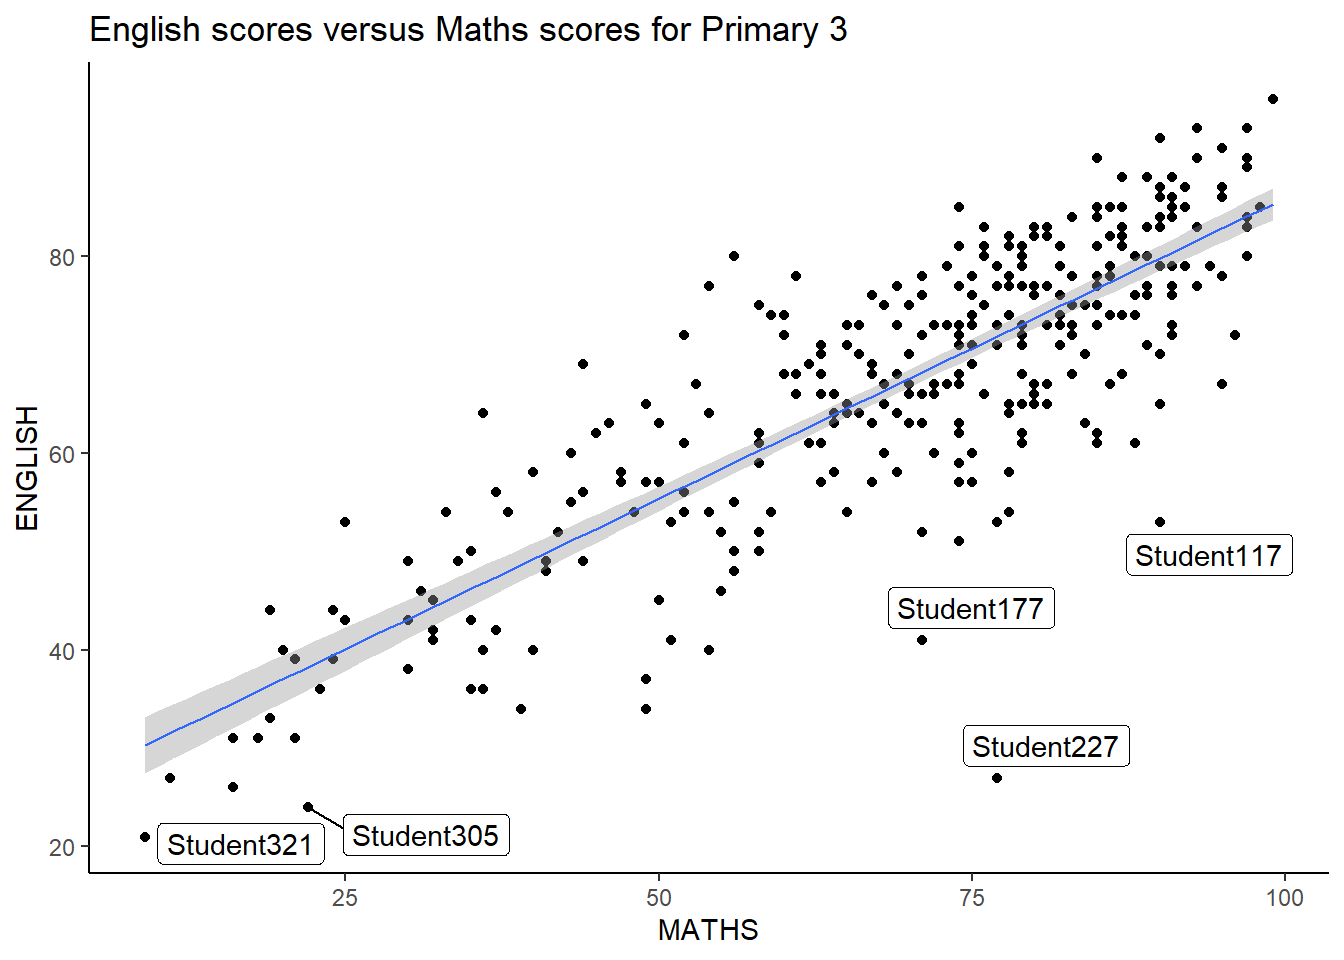 English scores versus Maths scores for Primary 3
ENGLISH
80
60
40
20
Student117
Student177
Student227
Student305
Student321
25
50
75
100
MATHS